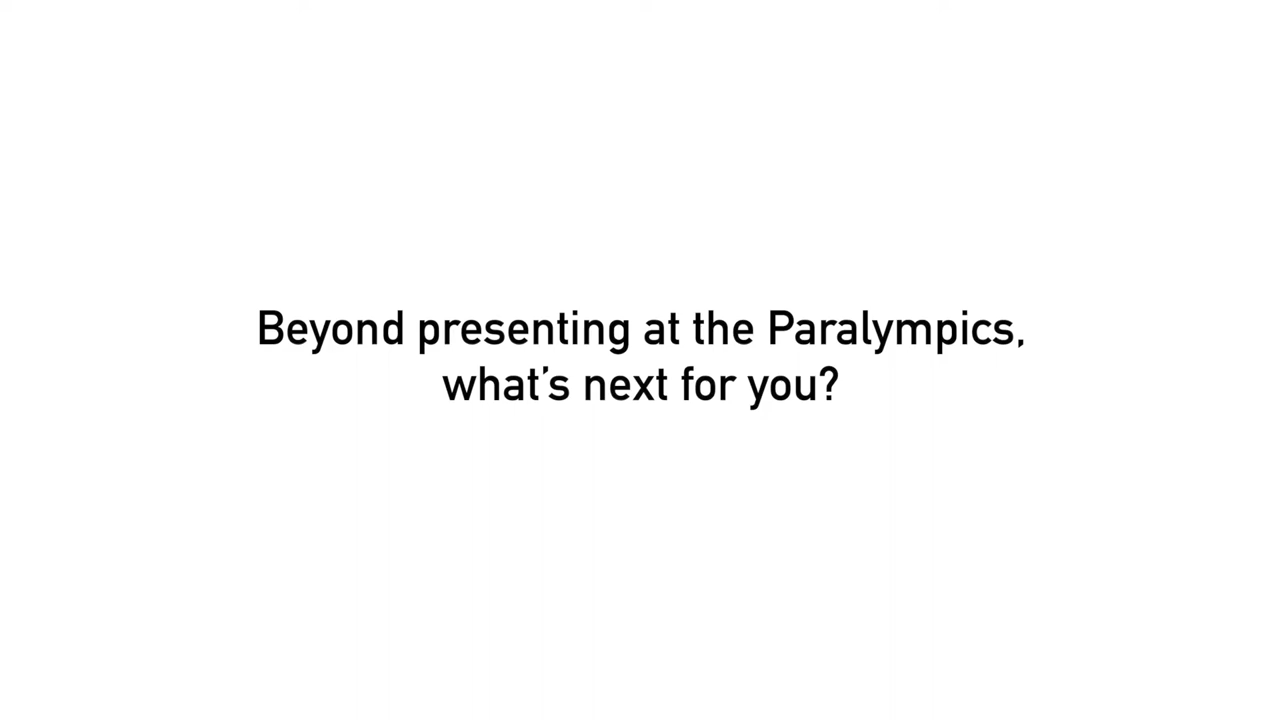 Beyond presenting at the Paralympics,
what’s next for you?